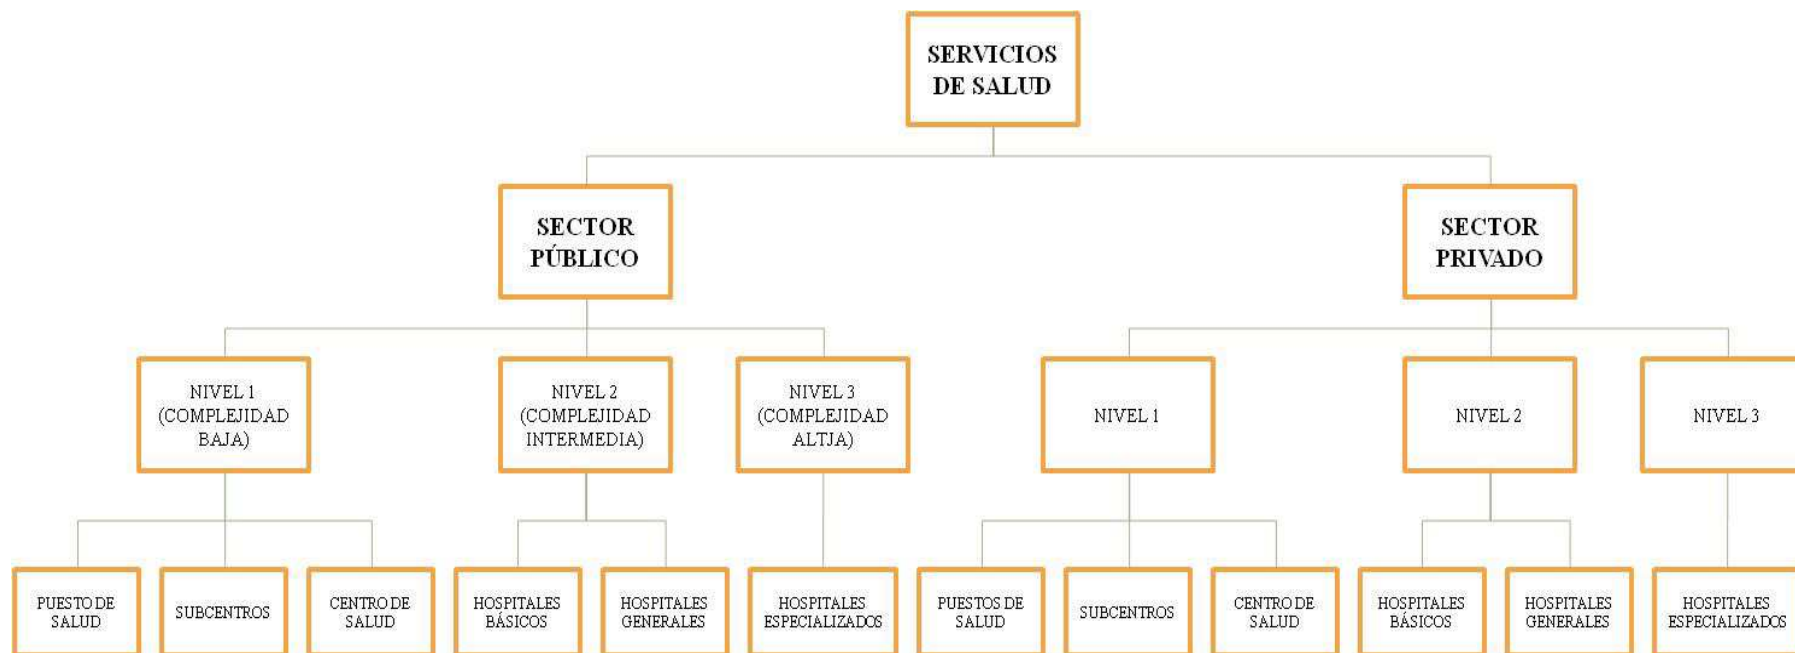 SERVICIOS
DE SALUD
SECTOR
PÚBLICO
SECTOR
PRIVADO
NIVEL 1
(COMPLEJIDAD
BAJA)
NIVEL 2
(COMPLEJIDAD
INTERMEDIA)
NIVEL 3
(COMPLEJIDAD
ALTJA)
NIVEL 1
NIVEL 2
NIVEL 3
PUESTO DE
SALUD
SUBCENTROS
CENTRO DE
SALUD
HOSPITALES
BÁSICOS
HOSPITALES
GENERALES
HOSPITALES
ESPECIALIZADOS
PUESTOS DE
SALUD
SUBCENTROS
CENTRO DE
SALUD
HOSPITALES
BÁSICOS
HOSPITALES
GENERALES
HOSPITALES
ESPECIALIZADOS